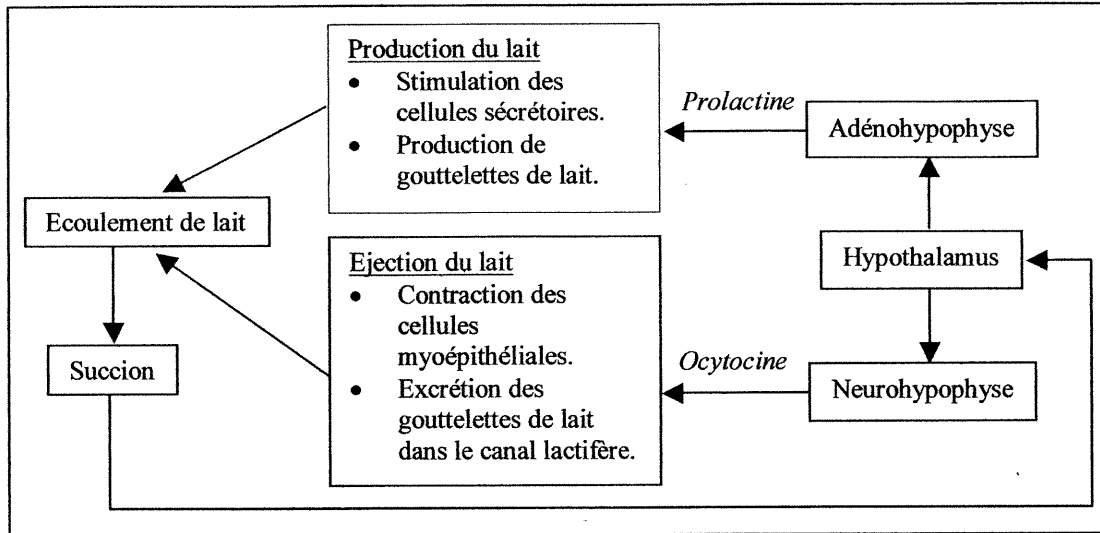 Production du lait
• Stimulation des
cellules sécrétoires.
• Production de
gouttelettes de lait.
Prolactine
Adénohypophyse
Ecoulement de lait
Hypothalamus
Ejection du lait
• Contraction des
cellules
myoépithéliales.
• Excrétion des
gouttelettes de lait
dans le canal lactifère.
Succion
Ocytocine
Neurohypophyse